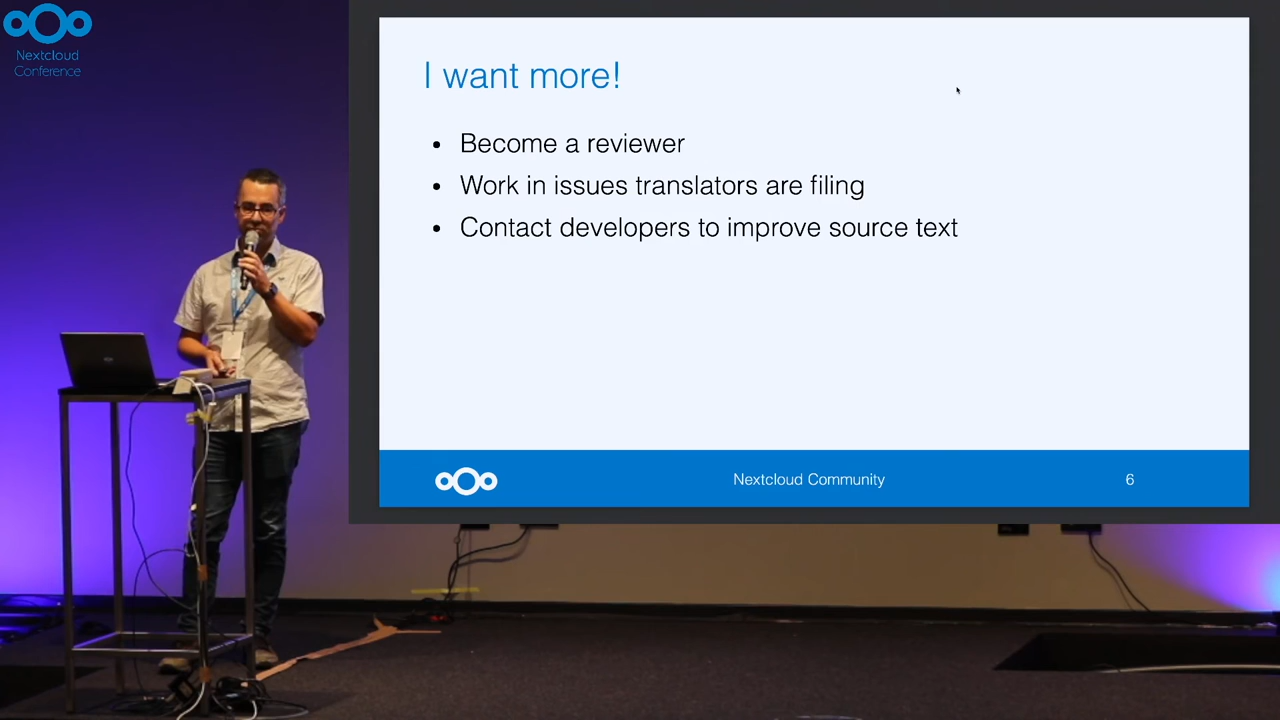 Nextcloud
Conference
I want more!
• Become a reviewer
• Work in issues translators are filing
• Contact developers to improve source text
Nextcloud Community
6